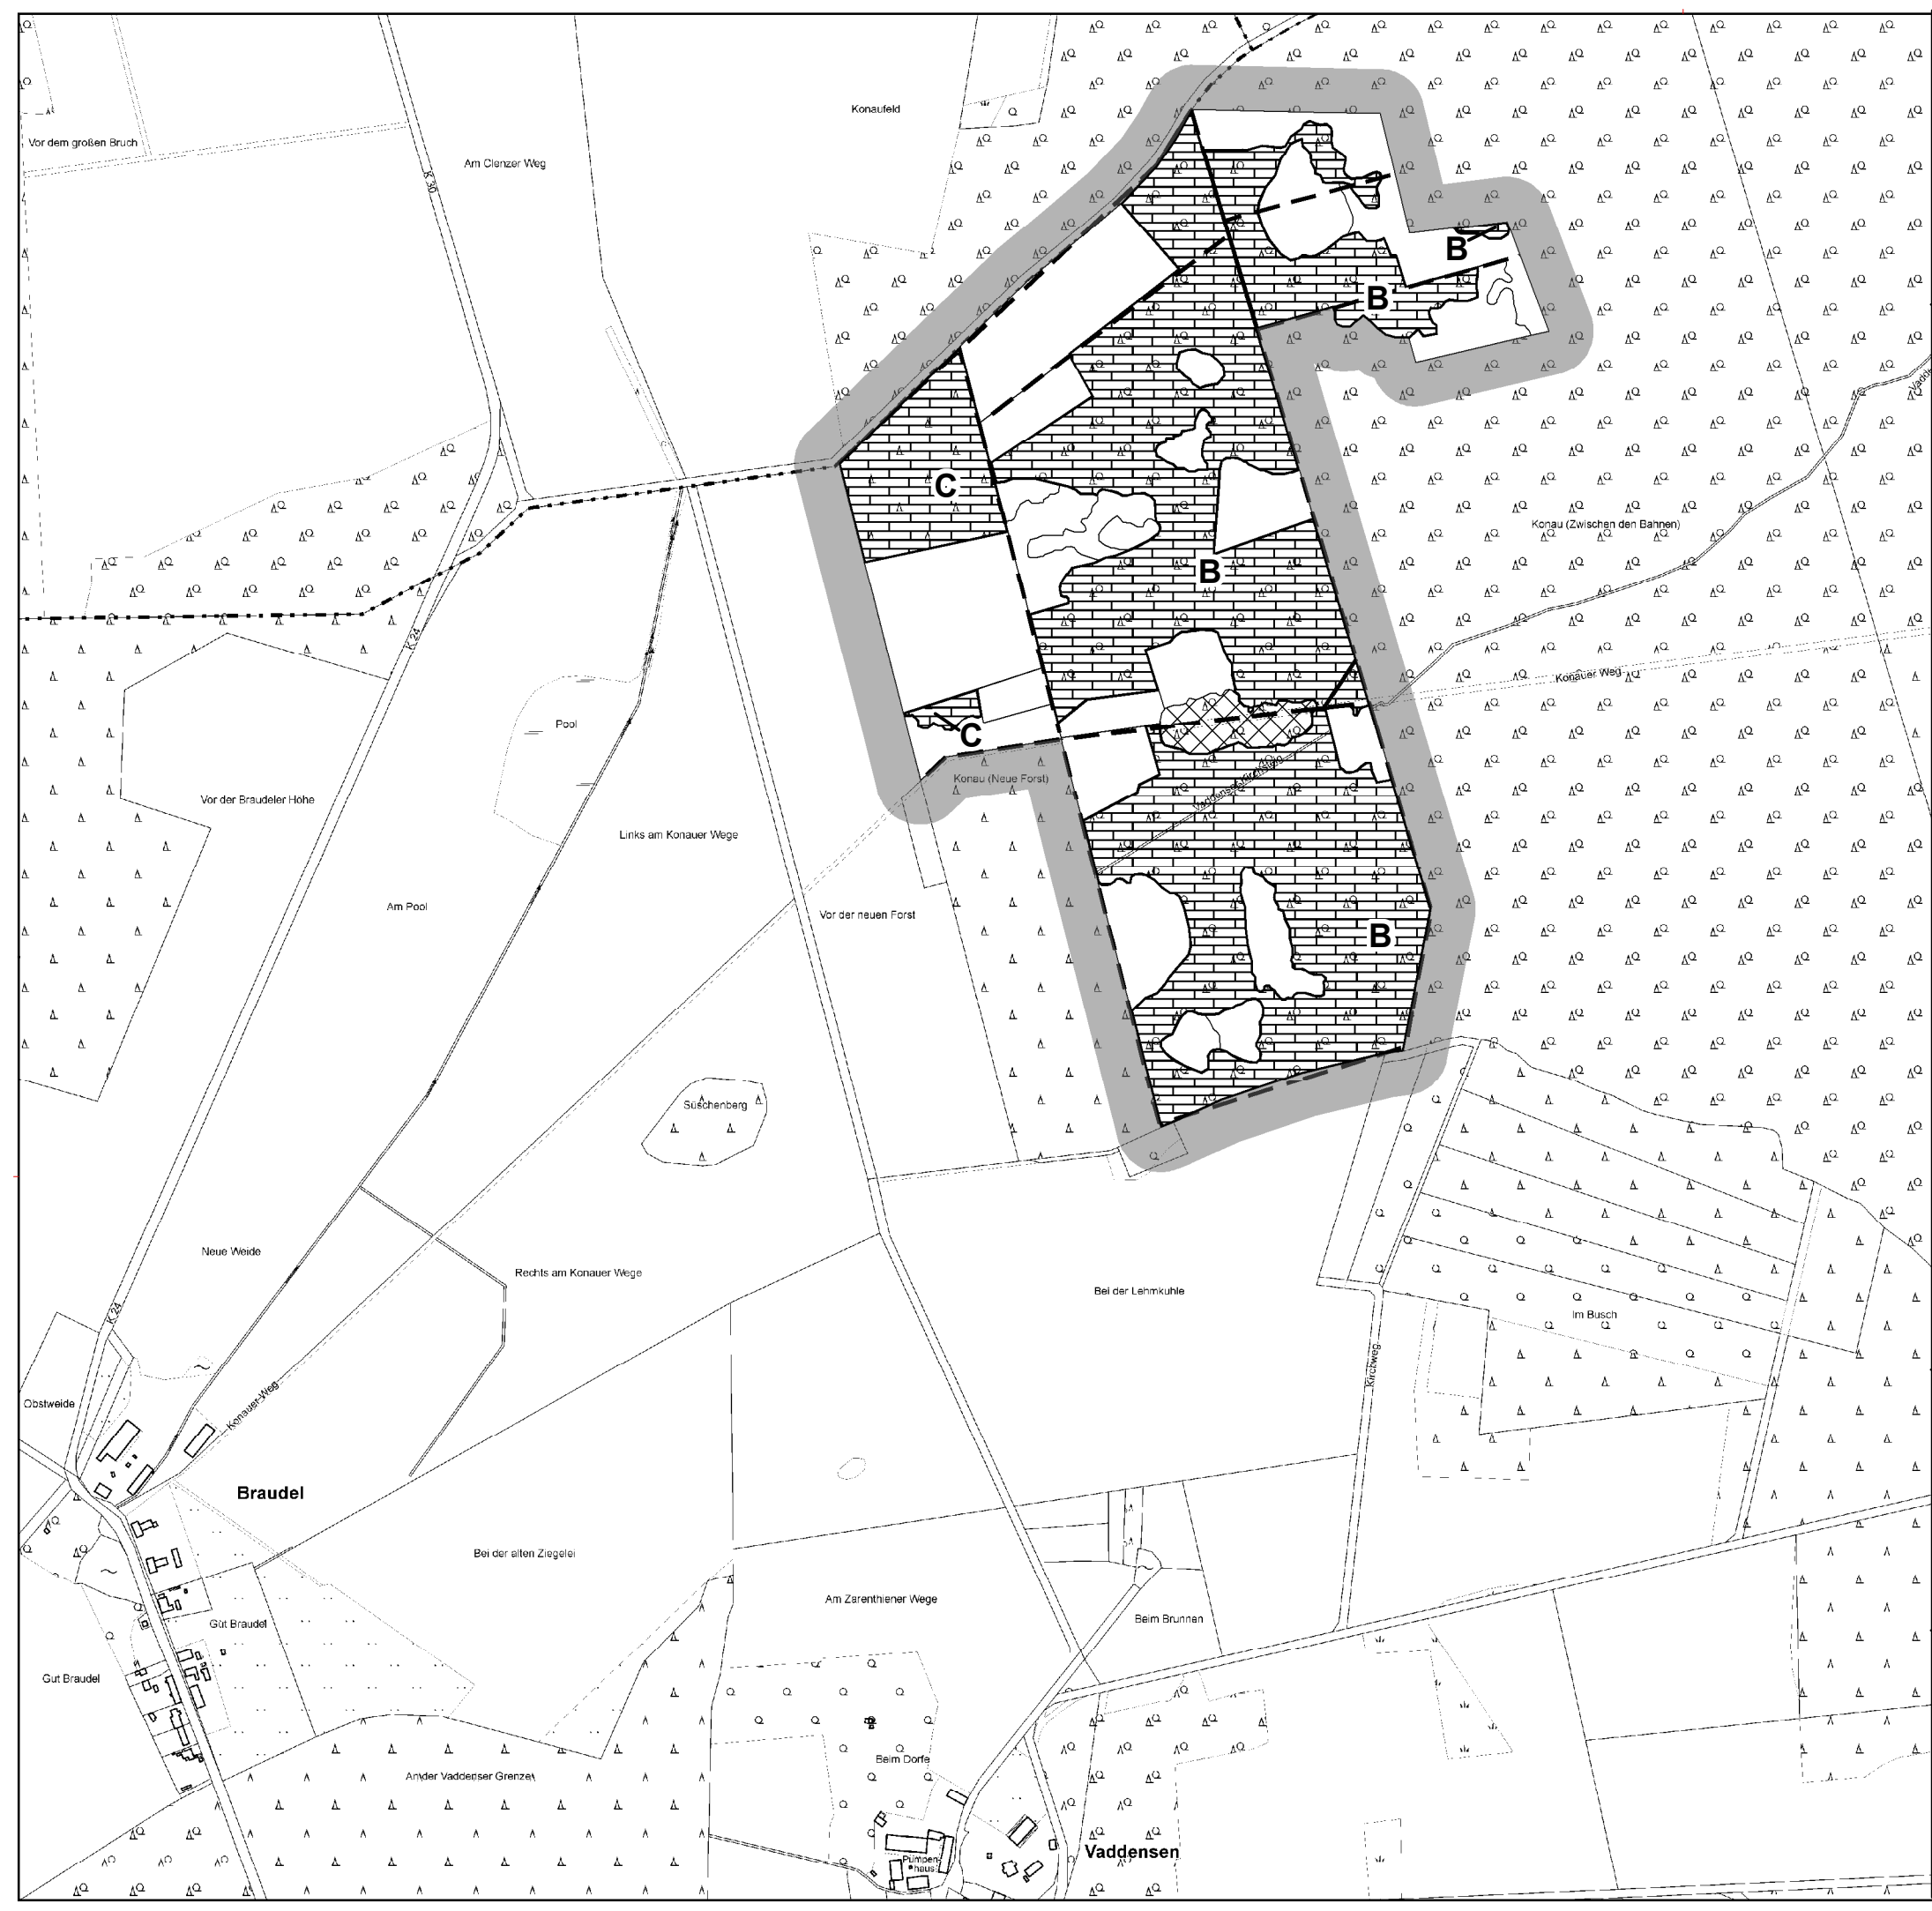 Konaufeld
Vor dem großen Bruch
Am Clenzer Weg
K 30
B
B
C
Konau (Zwischen den Bahnen)
B
K 24
Konauer Weg
Pool
C
Konau (Neue Forst)
Vor der Braudeler Höhe
Links am Konauer Wege
Am Pool
Vor der neuen Forst
B
Süschenberg
Neue Weide
Rechts am Konauer Wege
Bei der Lehmkuhle
K 24
Im Busch
Kirchweg
Obstweide
Konauer-Weg
Braudel
Bei der alten Ziegelei
Am Zarenthiener Wege
Beim Brunnen
Gut Braudel
Gut Braudel
Beim Dorfe
An der Vaddenser Grenze
Vaddensen
Pumpen-
haus